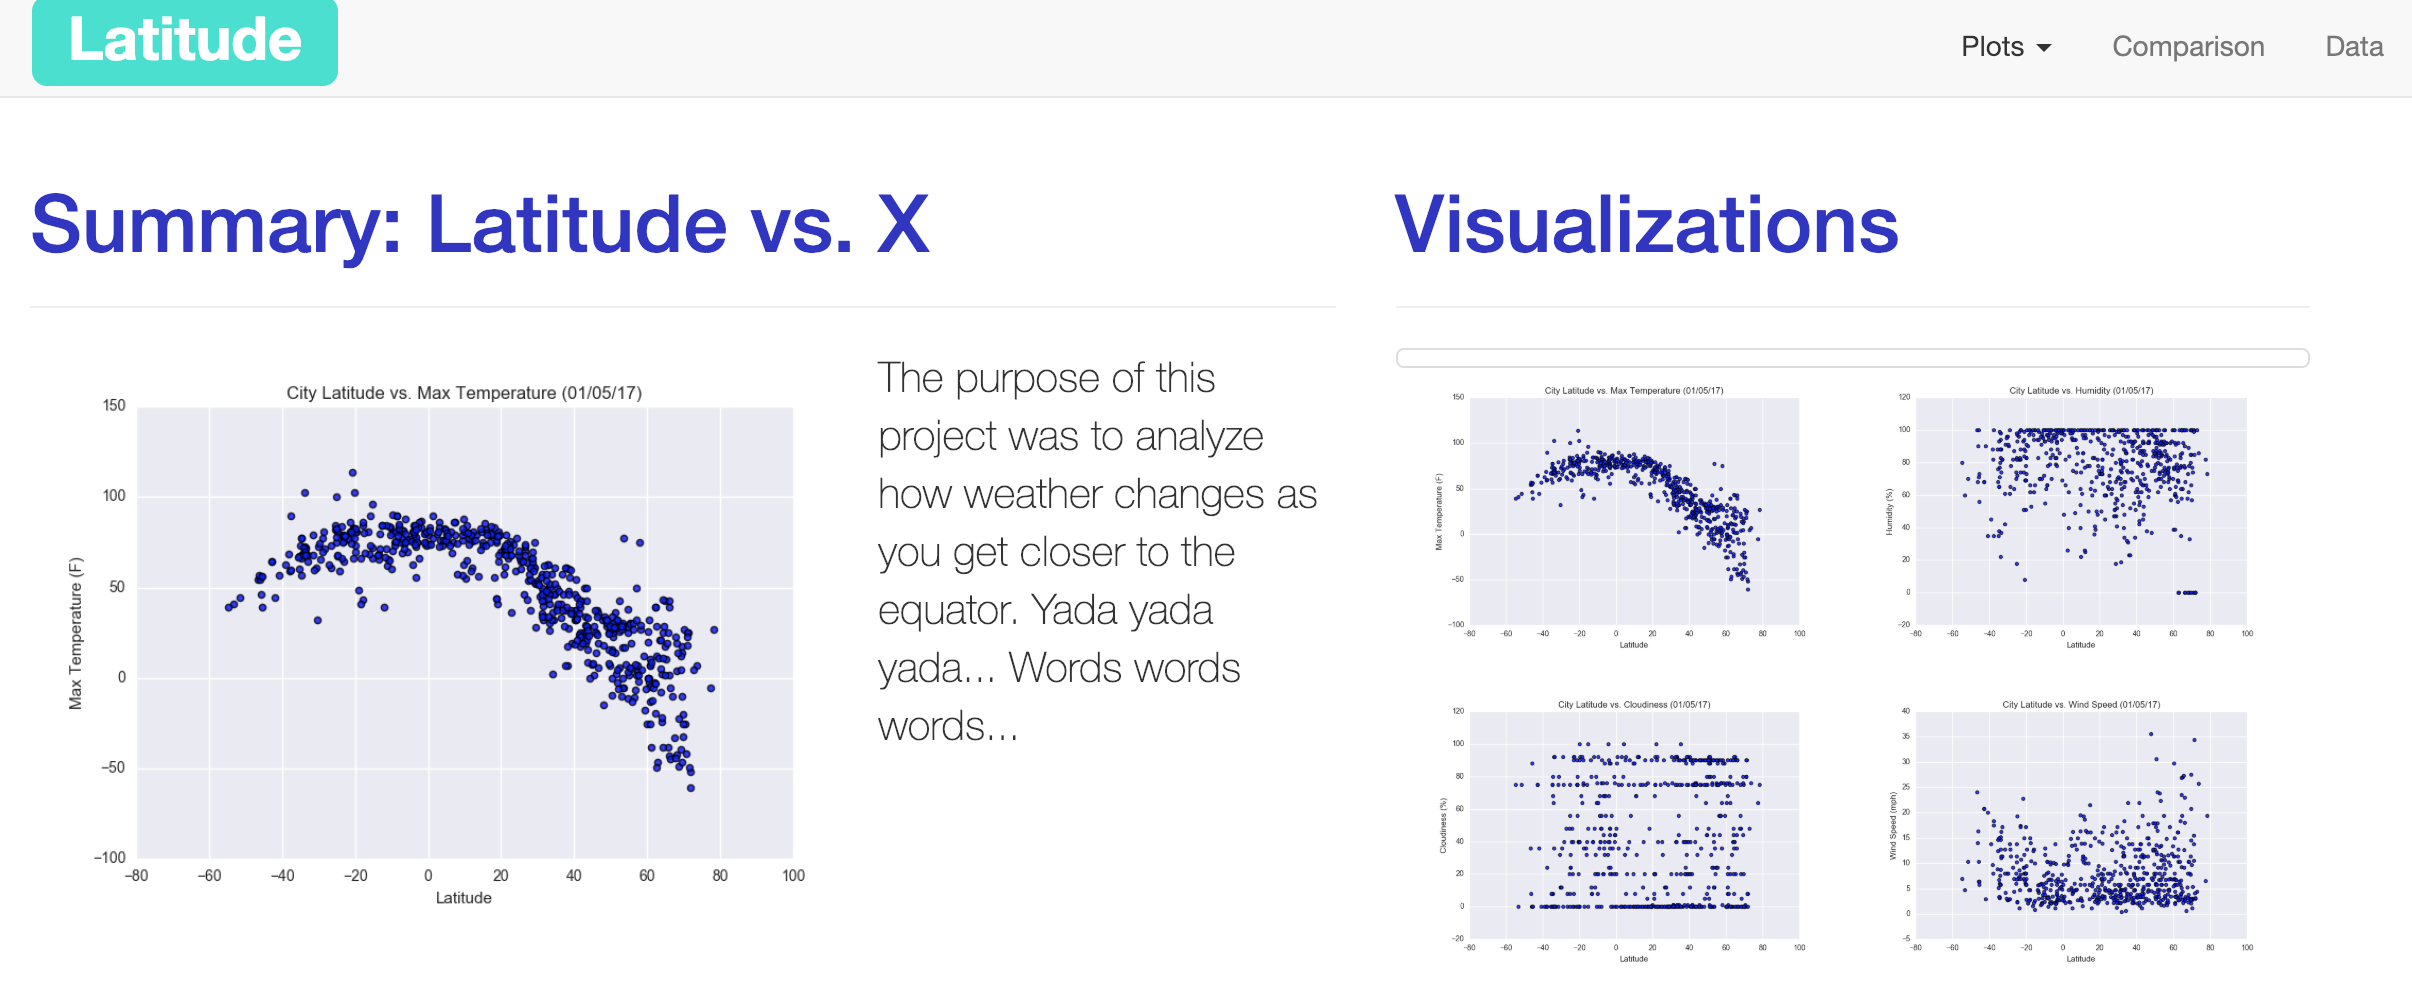 Latitude
Plots Comparison Data
Summary: Latitude vs. X
Visualizations
City Latitude vs. Max Temperature (01/05/17)
150
100
50
0
−50
−100
Max Temperature (F)
−80 −60 −40 −20 0 20 40 60 80 100
Latitude
The purpose of this
project was to analyze
how weather changes as
you get closer to the
equator. Yada yada
yada... Words words
words...
City Latitude vs. Max Temperature (01/05/17)
150
100
50
0
−50
−100
Max Temperature (F)
−80 −60 −40 −20 0 20 40 60 80 100
Latitude
City Latitude vs. Humidity (01/05/17)
120
100
80
60
40
20
0
−20
Humidity (%)
−80 −60 −40 −20 0 20 40 60 80 100
Latitude
City Latitude vs. Cloudiness (01/05/17)
120
100
80
60
40
20
0
−20
Cloudiness (%)
−80 −60 −40 −20 0 20 40 60 80 100
Latitude
City Latitude vs. Wind Speed (01/05/17)
40
35
30
25
20
15
10
5
0
−5
Wind Speed (mph)
−80 −60 −40 −20 0 20 40 60 80 100
Latitude